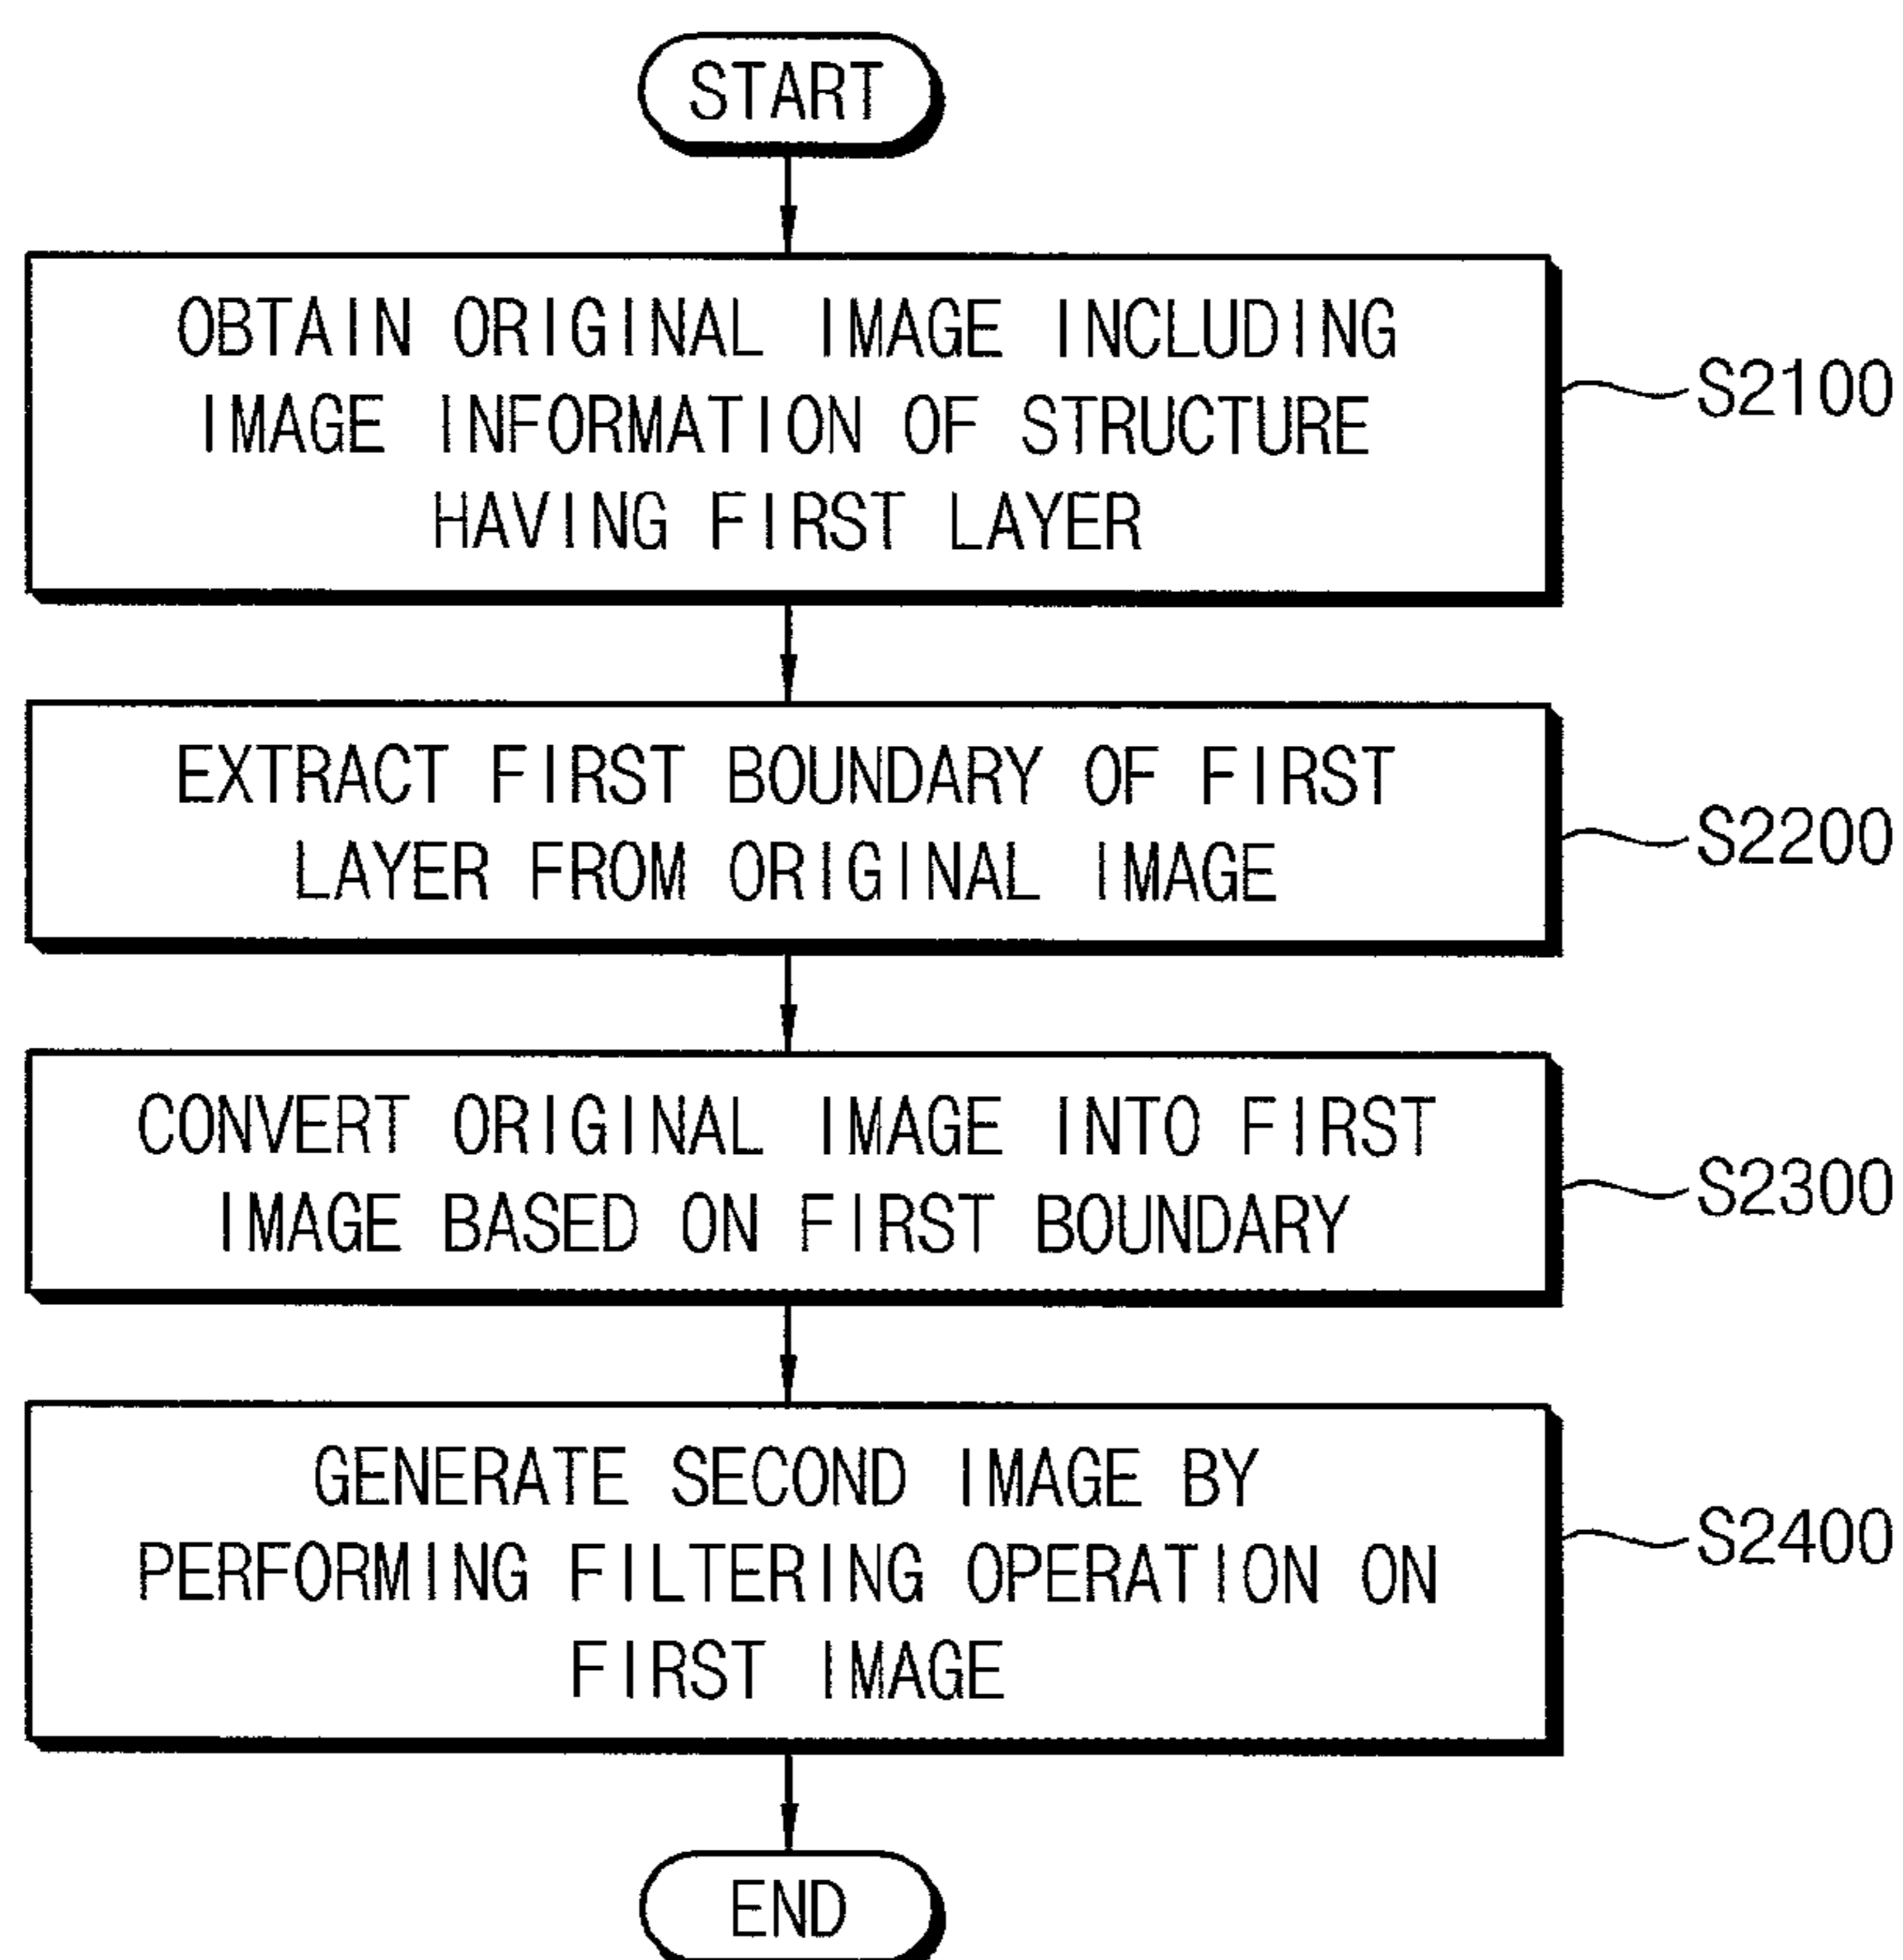 START
OBTAIN ORIGINAL IMAGE INCLUDING
IMAGE INFORMATION OF STRUCTURE
HAVING FIRST LAYER
S2100
EXTRACT FIRST BOUNDARY OF FIRST
LAYER FROM ORIGINAL IMAGE
S2200
CONVERT ORIGINAL IMAGE INTO FIRST
IMAGE BASED ON FIRST BOUNDARY
S2300
GENERATE SECOND IMAGE BY
PERFORMING FILTERING OPERATION ON
FIRST IMAGE
S2400
END